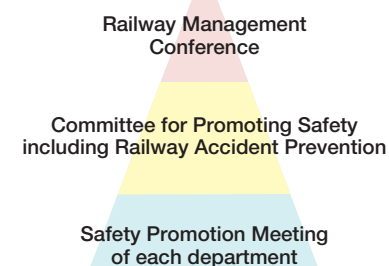 Railway Management
Conference
Committee for Promoting Safety
including Railway Accident Prevention
Safety Promotion Meeting
of each department